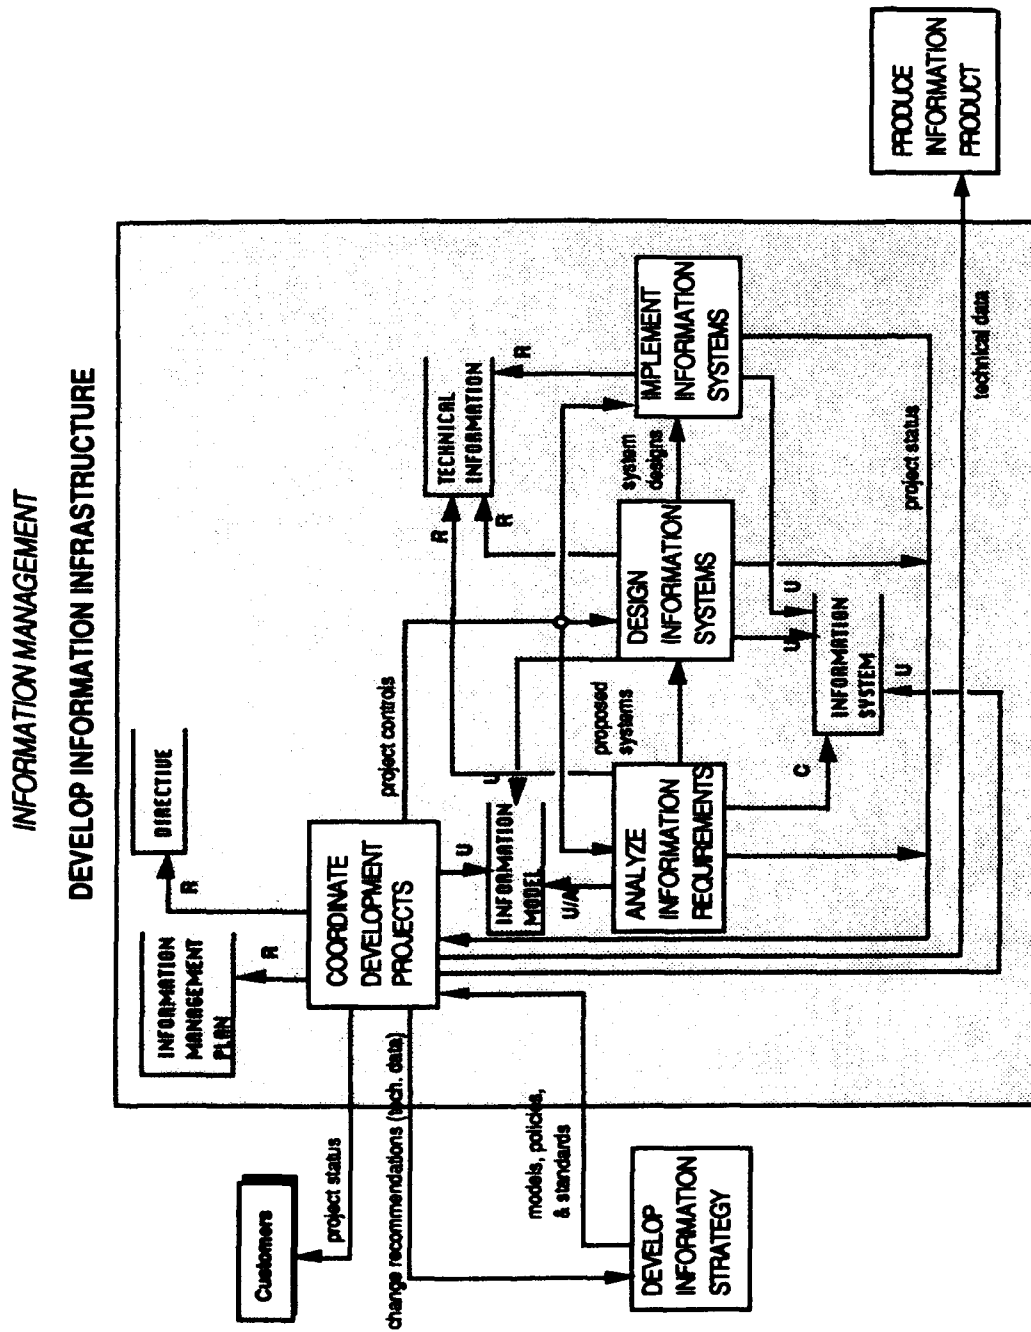 INFORMATION MANAGEMENT
DEVELOP INFORMATION INFRASTRUCTURE
Customers
project status
change recommendations (tech. data)
models, policies,
& standards
DEVELOP
INFORMATION
STRATEGY
INFORMATION
MANAGEMENT
PLAN
R
DIRECTIVE
R
COORDINATE
DEVELOPMENT
PROJECTS
project controls
U
INFORMATION
MODEL
U
U/A
ANALYZE
INFORMATION
REQUIREMENTS
proposed
systems
C
TECHNICAL
INFORMATION
R
R
R
DESIGN
INFORMATION
SYSTEMS
system
designs
IMPLEMENT
INFORMATION
SYSTEMS
U
U
INFORMATION
SYSTEM
U
project status
technical data
PRODUCE
INFORMATION
PRODUCT